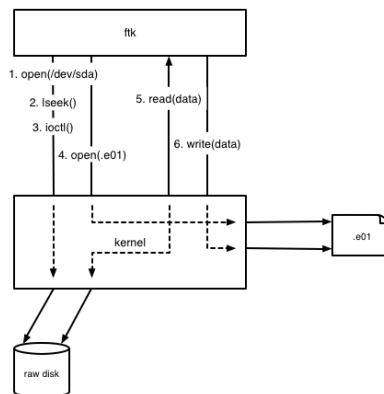 ftk
1. open(/dev/sda)
2. lseek()
3. ioctl()
4. open(.e01)
5. read(data)
6. write(data)
kernel
.e01
raw disk